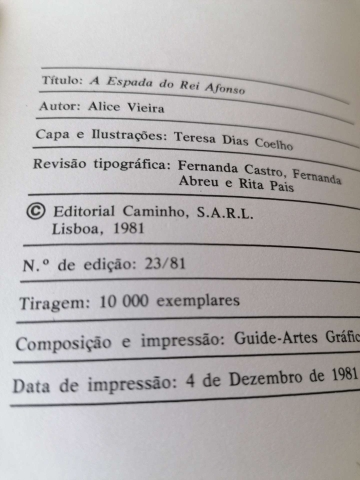 Título: A Espada do Rei Afonso
Autor: Alice Vieira
Capa e Ilustrações: Teresa Dias Coelho
Revisão tipográfica: Fernanda Castro, Fernanda
Abreu e Rita Pais
© Editorial Caminho, S.A.R.L.
Lisboa, 1981
N.º de edição: 23/81
Tiragem: 10 000 exemplares
Composição e impressão: Guide-Artes Gráfic
Data de impressão: 4 de Dezembro de 1981